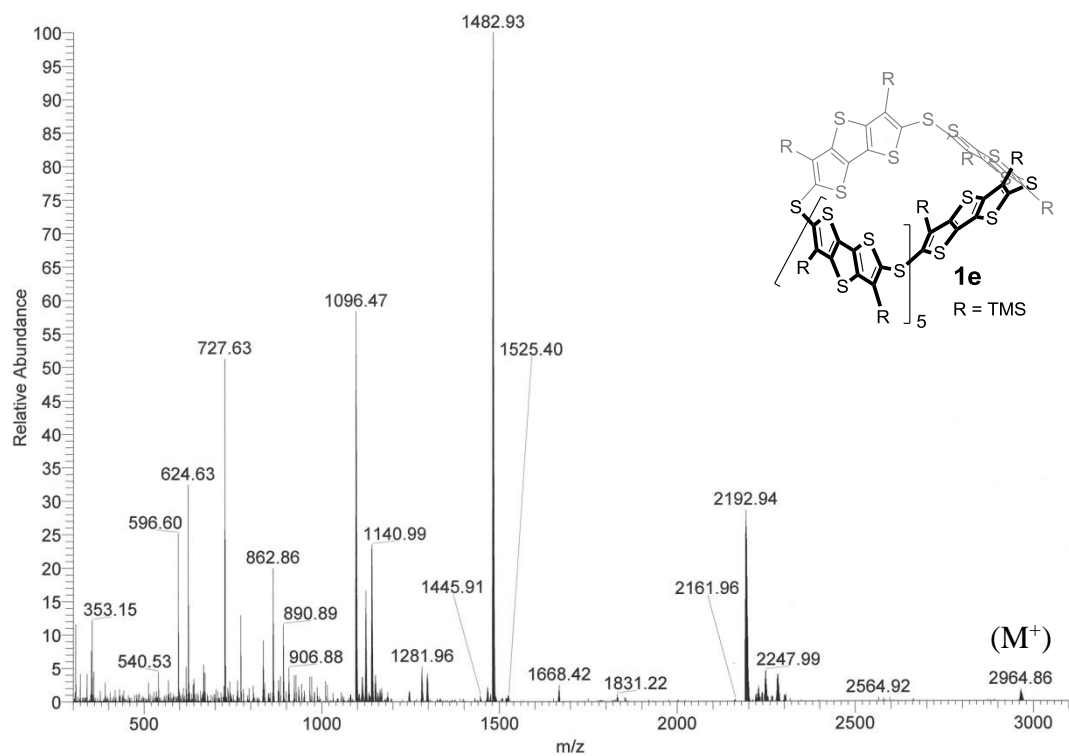 1482.93
100
95
90
85
80
75
70
65
60
55
50
45
40
35
30
25
20
15
10
5
0
Relative Abundance
353.15
540.53
596.60
624.63
727.63
862.86
890.89
906.88
1096.47
1140.99
1281.96
1445.91
1525.40
1668.42
1831.22
2161.96
2192.94
2247.99
2564.92
(M+)
2964.86
500 1000 1500 2000 2500 3000
m/z
R
S
S
S
S
R
S
S
R
S
R
S
R
S
S
S
S
R
S
S
R
S
S
S
R
5
1e
R = TMS